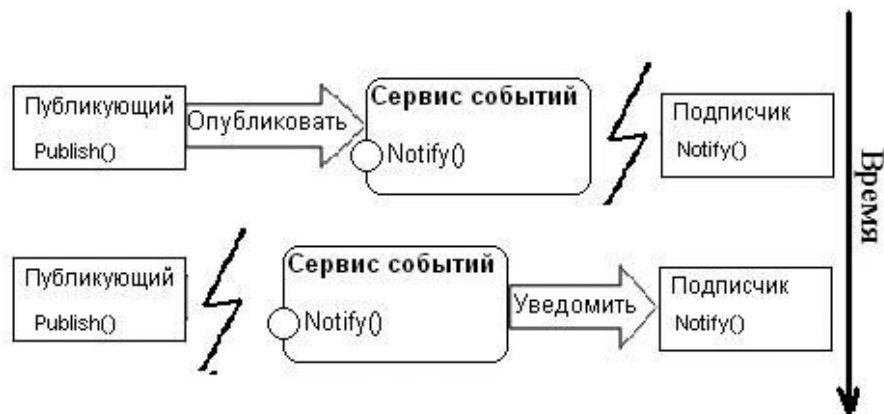 Публикующий
Publish()
Опубликовать
Сервис событий
Notify()
Подписчик
Notify()
Время
Публикующий
Publish()
Сервис событий
Notify()
Уведомить
Подписчик
Notify()